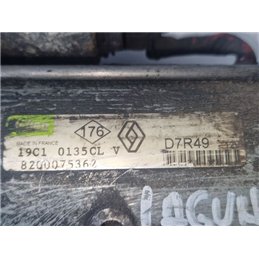 176
D7R49
MADE IN FRANCE
19C1 0135CL V
8200075362
LAGUN